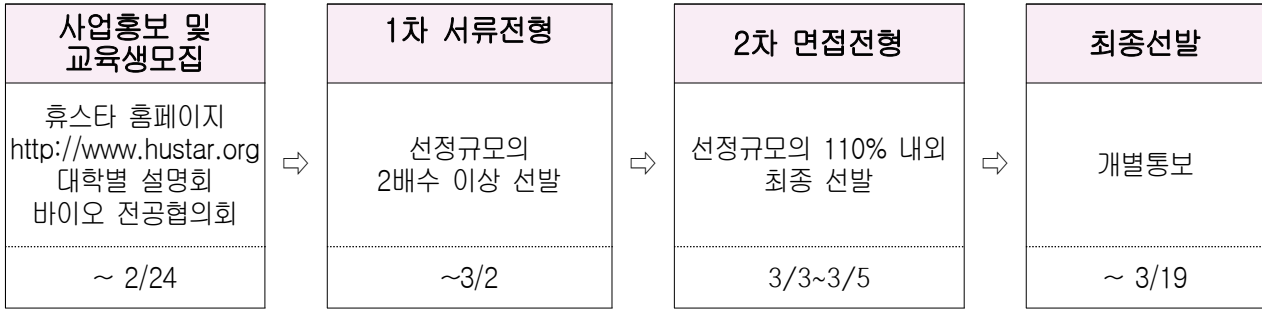 사업홍보 및
교육생모집
휴스타 홈페이지
http://www.hustar.org
대학별 설명회
바이오 전공협의회
~ 2/24
⇨
1차 서류전형
선정규모의
2배수 이상 선발
~3/2
⇨
2차 면접전형
선정규모의 110% 내외
최종 선발
3/3~3/5
⇨
최종선발
개별통보
~ 3/19